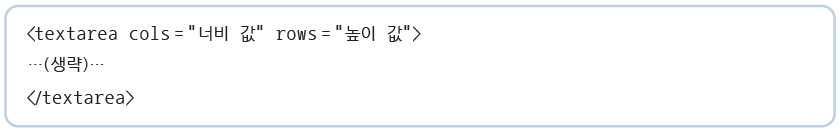 <textarea cols="너비 값" rows="높이 값">
…(생략)…
</textarea>